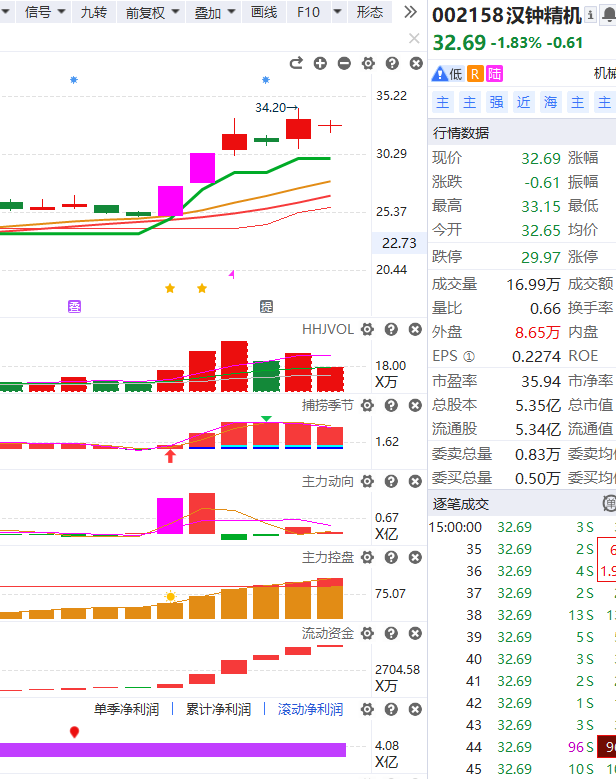 信号 九转 前复权 叠加 画线 F10 形态
002158 汉钟精机
32.69 -1.83% -0.61
低 R 陆 机械
主 主 强 近 海 主 主
34.20→
35.22
30.29
25.37
22.73
20.44
行情数据
现价 32.69 涨幅
涨跌 -0.61 振幅
最高 33.15 最低
今开 32.65 均价
跌停 29.97 涨停
成交量 16.99万 成交额
量比 0.66 换手率
外盘 8.65万 内盘
EPS ① 0.2274 ROE
市盈率 35.94 市净率
总股本 5.35亿 总市值
流通股 5.34亿 流通值
委卖总量 0.83万 委卖均
委买总量 0.50万 委买均
HHJVOL
18.00
X万
捕捞季节
1.62
主力动向
0.67
X亿
主力控盘
75.07
流动资金
2704.58
X万
单季净利润 累计净利润 滚动净利润
4.08
X亿
逐笔成交
15:00:00 32.69 3 S
35 32.69 2 S
36 32.69 4 S
37 32.69 2 S
38 32.69 13 S
39 32.69 5 S
40 32.69 3 S
41 32.69 2 S
42 32.69 1 S
43 32.69 3 S
44 32.69 96 S
45 32.69 10 S